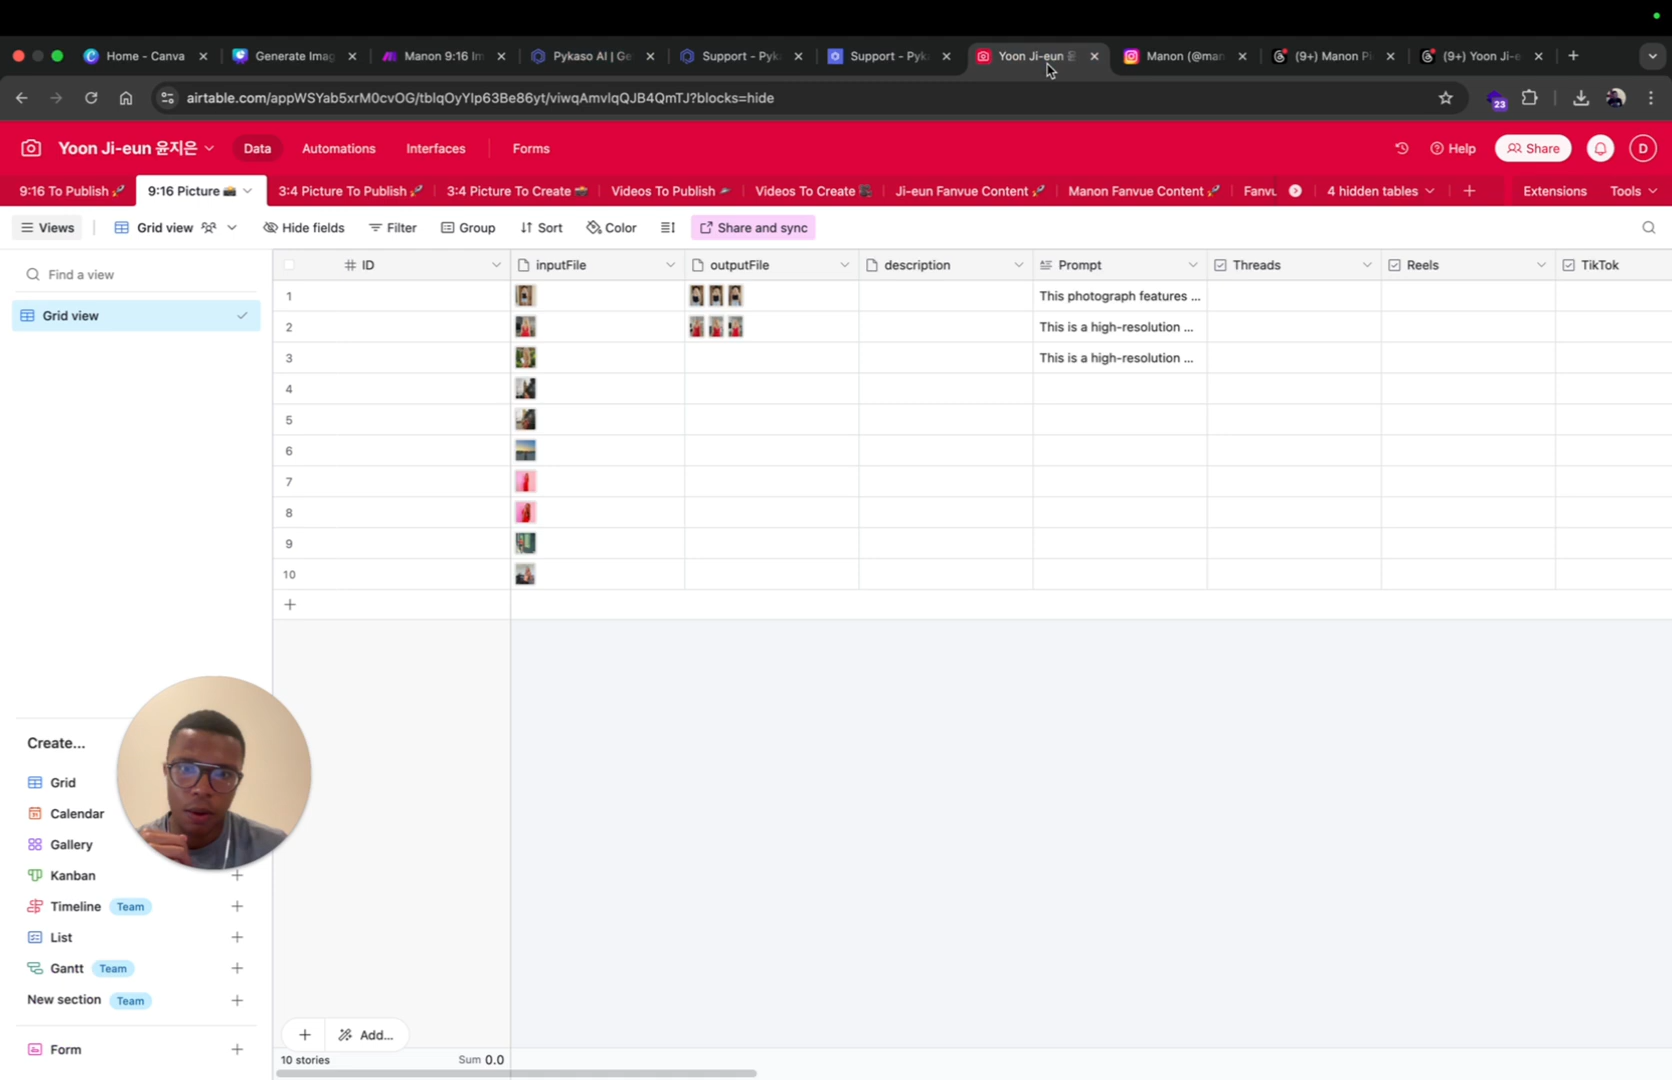 Home - Canva
Generate Imag
Manon 9:16 Im
Pykaso AI | Ge
Support - Pyk
Support - Pyka
Yoon Ji-eun 윤
Manon (@man
(9+) Manon P
(9+) Yoon Ji-e
airtable.com/appWSYab5xrM0cvOG/tblqOyYIp63Be86yt/viwqAmvlqQJB4QmTJ?blocks=hide
23
Yoon Ji-eun 윤지은
Data
Automations
Interfaces
Forms
Help
Share
D
9:16 To Publish
9:16 Picture
3:4 Picture To Publish
3:4 Picture To Create
Videos To Publish
Videos To Create
Ji-eun Fanvue Content
Manon Fanvue Content
Fanvu
4 hidden tables
Extensions
Tools
Views
Grid view
Hide fields
Filter
Group
Sort
Color
Share and sync
Find a view
Grid view
# ID
inputFile
outputFile
description
Prompt
Threads
Reels
TikTok
1
This photograph features ...
2
This is a high-resolution ...
3
This is a high-resolution ...
4
5
6
7
8
9
10
Create...
Grid
Calendar
Gallery
Kanban
Timeline Team
List
Gantt Team
New section Team
Form
Add...
10 stories
Sum 0.0